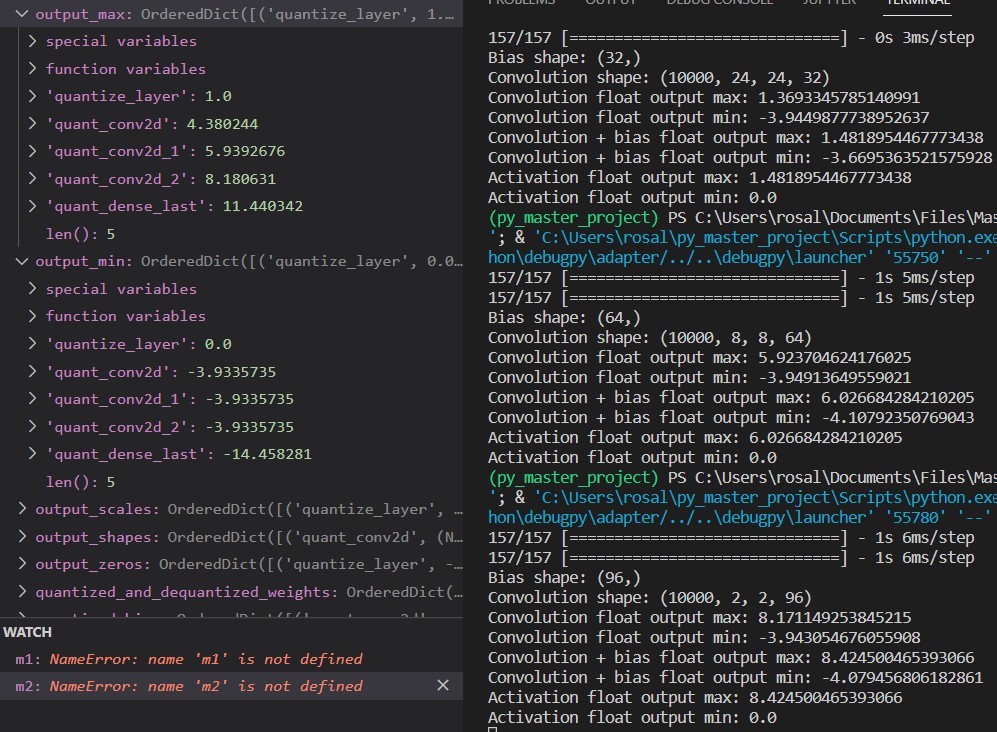 output_max: OrderedDict([('quantize_layer', 1.…
special variables
function variables
'quantize_layer': 1.0
'quant_conv2d': 4.380244
'quant_conv2d_1': 5.9392676
'quant_conv2d_2': 8.180631
'quant_dense_last': 11.440342
len(): 5
output_min: OrderedDict([('quantize_layer', 0.0…
special variables
function variables
'quantize_layer': 0.0
'quant_conv2d': -3.9335735
'quant_conv2d_1': -3.9335735
'quant_conv2d_2': -3.9335735
'quant_dense_last': -14.458281
len(): 5
output_scales: OrderedDict([('quantize_layer', …
output_shapes: OrderedDict([('quant_conv2d', (N…
output_zeros: OrderedDict([('quantize_layer', -…
quantized_and_dequantized_weights: OrderedDict(…
WATCH
m1: NameError: name 'm1' is not defined
m2: NameError: name 'm2' is not defined
PROBLEMS OUTPUT DEBUG CONSOLE JUPYTER TERMINAL
157/157 [==============================] - 0s 3ms/step
Bias shape: (32,)
Convolution shape: (10000, 24, 24, 32)
Convolution float output max: 1.3693345785140991
Convolution float output min: -3.9449877738952637
Convolution + bias float output max: 1.4818954467773438
Convolution + bias float output min: -3.6695363521575928
Activation float output max: 1.4818954467773438
Activation float output min: 0.0
(py_master_project) PS C:\Users\rosal\Documents\Files\Mas
'; & 'C:\Users\rosal\py_master_project\Scripts\python.exe
hon\debugpy\adapter/../..\debugpy\launcher' '55750' '--'
157/157 [==============================] - 1s 5ms/step
157/157 [==============================] - 1s 5ms/step
Bias shape: (64,)
Convolution shape: (10000, 8, 8, 64)
Convolution float output max: 5.923704624176025
Convolution float output min: -3.94913649559021
Convolution + bias float output max: 6.026684284210205
Convolution + bias float output min: -4.10792350769043
Activation float output max: 6.026684284210205
Activation float output min: 0.0
(py_master_project) PS C:\Users\rosal\Documents\Files\Mas
'; & 'C:\Users\rosal\py_master_project\Scripts\python.exe
hon\debugpy\adapter/../..\debugpy\launcher' '55780' '--'
157/157 [==============================] - 1s 6ms/step
157/157 [==============================] - 1s 6ms/step
Bias shape: (96,)
Convolution shape: (10000, 2, 2, 96)
Convolution float output max: 8.171149253845215
Convolution float output min: -3.943054676055908
Convolution + bias float output max: 8.424500465393066
Convolution + bias float output min: -4.079456806182861
Activation float output max: 8.424500465393066
Activation float output min: 0.0